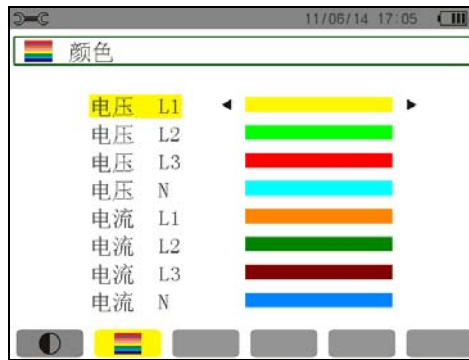 11/06/14 17:05
颜色
电压 L1
电压 L2
电压 L3
电压 N
电流 L1
电流 L2
电流 L3
电流 N